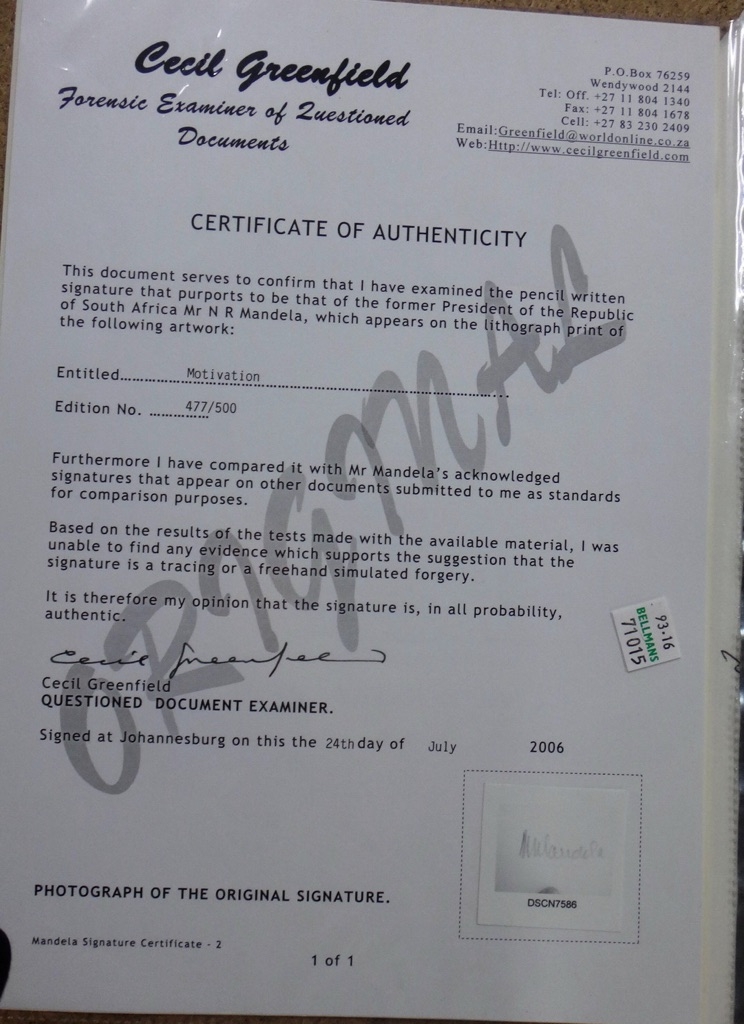 Cecil Greenfield
Forensic Examiner of Questioned
Documents
P.O.Box 76259
Wendywood 2144
Tel: Off. +27 11 804 1340
Fax: +27 11 804 1678
Cell: +27 83 230 2409
Email:Greenfield@worldonline.co.za
Web:Http://www.cecilgreenfield.com
CERTIFICATE OF AUTHENTICITY
This document serves to confirm that I have examined the pencil written
signature that purports to be that of the former President of the Republic
of South Africa Mr N R Mandela, which appears on the lithograph print of
the following artwork:
Entitled Motivation
Edition No. 477/500
Furthermore I have compared it with Mr Mandela's acknowledged
signatures that appear on other documents submitted to me as standards
for comparison purposes.
Based on the results of the tests made with the available material, I was
unable to find any evidence which supports the suggestion that the
signature is a tracing or a freehand simulated forgery.
It is therefore my opinion that the signature is, in all probability,
authentic.
ORIGINAL
93-16
BELLMANS
71015
Cecil Greenfield
Cecil Greenfield
QUESTIONED DOCUMENT EXAMINER.
Signed at Johannesburg on this the 24th day of July 2006
NMandela
DSCN7586
PHOTOGRAPH OF THE ORIGINAL SIGNATURE.
Mandela Signature Certificate - 2
1 of 1